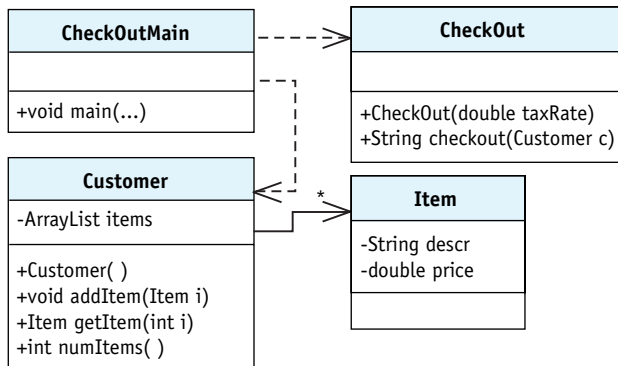 CheckOutMain
+void main(...)
CheckOut
+CheckOut(double taxRate)
+String checkout(Customer c)
Customer
-ArrayList items
+Customer( )
+void addItem(Item i)
+Item getItem(int i)
+int numItems( )
*
Item
-String descr
-double price